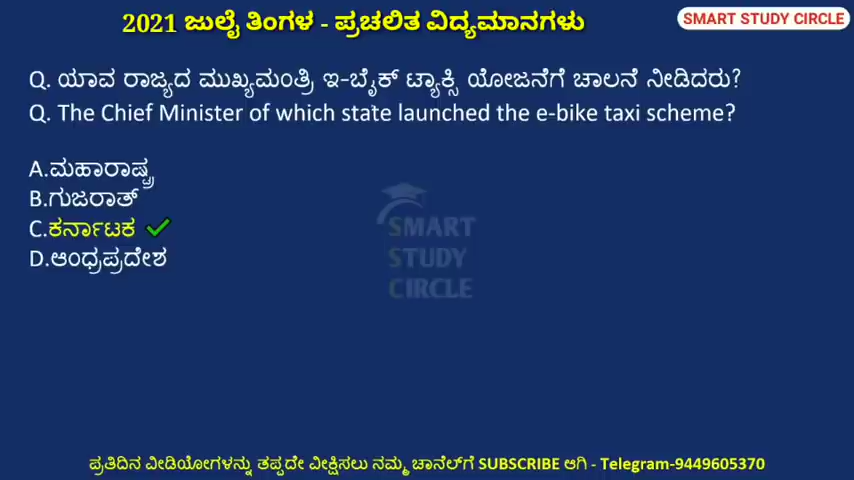 2021 ಜುಲೈ ತಿಂಗಳ - ಪ್ರಚಲಿತ ವಿದ್ಯಮಾನಗಳು
SMART STUDY CIRCLE
Q. ಯಾವ ರಾಜ್ಯದ ಮುಖ್ಯಮಂತ್ರಿ ಇ-ಬೈಕ್ ಟ್ಯಾಕ್ಸಿ ಯೋಜನೆಗೆ ಚಾಲನೆ ನೀಡಿದರು?
Q. The Chief Minister of which state launched the e-bike taxi scheme?
A.ಮಹಾರಾಷ್ಟ್ರ
B.ಗುಜರಾತ್
C.ಕರ್ನಾಟಕ
D.ಆಂಧ್ರಪ್ರದೇಶ
SMART
STUDY
CIRCLE
ಪ್ರತಿದಿನ ವೀಡಿಯೋಗಳನ್ನು ತಪ್ಪದೇ ವೀಕ್ಷಿಸಲು ನಮ್ಮ ಚಾನೆಲ್‌ಗೆ SUBSCRIBE ಆಗಿ - Telegram-9449605370